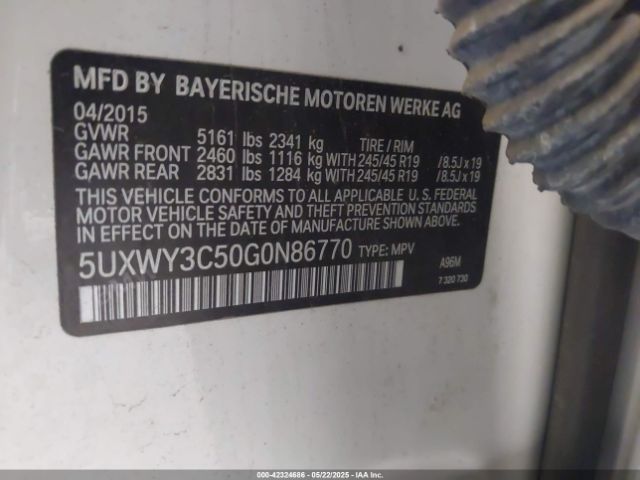 MFD BY BAYERISCHE MOTOREN WERKE AG
04/2015
GVWR 5161 lbs 2341 kg TIRE / RIM
GAWR FRONT 2460 lbs 1116 kg WITH 245/45 R19 /8.5J x 19
GAWR REAR 2831 lbs 1284 kg WITH 245/45 R19 /8.5J x 19
THIS VEHICLE CONFORMS TO ALL APPLICABLE U. S. FEDERAL
MOTOR VEHICLE SAFETY AND THEFT PREVENTION STANDARDS
IN EFFECT ON THE DATE OF MANUFACTURE SHOWN ABOVE.
5UXWY3C50G0N86770 TYPE: MPV
A96M
7 320 730
000-42324686 - 05/22/2025 - IAA Inc.